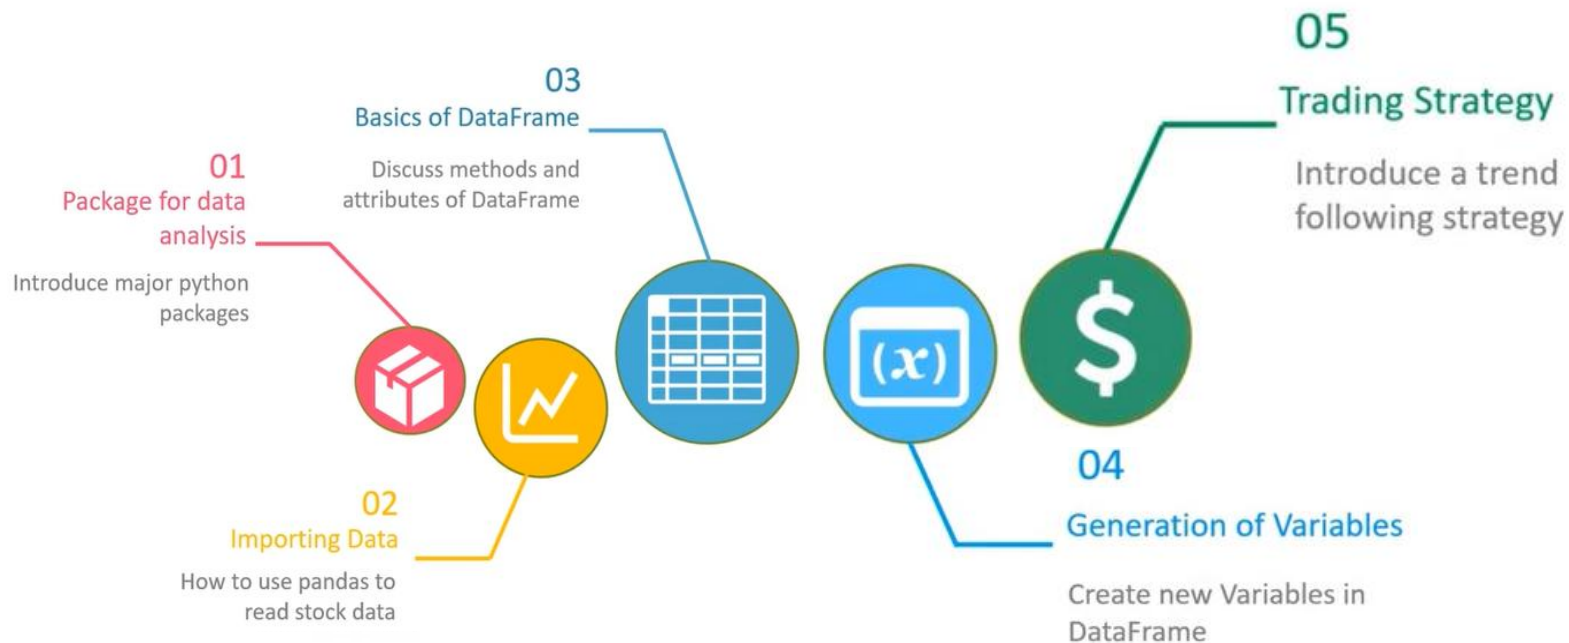 01
Package for data
analysis
Introduce major python
packages
02
Importing Data
How to use pandas to
read stock data
03
Basics of DataFrame
Discuss methods and
attributes of DataFrame
(x)
$
04
Generation of Variables
Create new Variables in
DataFrame
05
Trading Strategy
Introduce a trend
following strategy